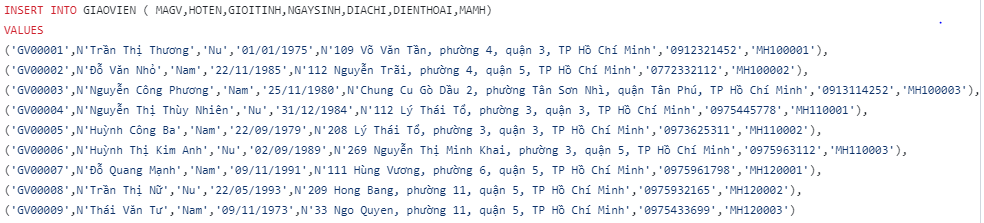 INSERT INTO GIAOVIEN ( MAGV,HOTEN,GIOITINH,NGAYSINH,DIACHI,DIENTHOAI,MAMH)
VALUES
('GV00001',N'Trần Thị Thương','Nu','01/01/1975',N'109 Võ Văn Tần, phường 4, quận 3, TP Hồ Chí Minh','0912321452','MH100001'),
('GV00002',N'Đỗ Văn Nhỏ','Nam','22/11/1985',N'112 Nguyễn Trãi, phường 4, quận 5, TP Hồ Chí Minh','0772332112','MH100002'),
('GV00003',N'Nguyễn Công Phương','Nam','25/11/1980',N'Chung Cu Gò Dầu 2, phường Tân Sơn Nhì, quận Tân Phú, TP Hồ Chí Minh','0913114252','MH100003'),
('GV00004',N'Nguyễn Thị Thùy Nhiên','Nu','31/12/1984',N'112 Lý Thái Tổ, phường 3, quận 3, TP Hồ Chí Minh','0975445778','MH110001'),
('GV00005',N'Huỳnh Công Ba','Nam','22/09/1979',N'208 Lý Thái Tổ, phường 3, quận 3, TP Hồ Chí Minh','0973625311','MH110002'),
('GV00006',N'Huỳnh Thị Kim Anh','Nu','02/09/1989',N'269 Nguyễn Thị Minh Khai, phường 3, quận 5, TP Hồ Chí Minh','0975963112','MH110003'),
('GV00007',N'Đỗ Quang Mạnh','Nam','09/11/1991',N'111 Hùng Vương, phường 6, quận 5, TP Hồ Chí Minh','0975961798','MH120001'),
('GV00008',N'Trần Thị Nữ','Nu','22/05/1993',N'209 Hong Bang, phường 11, quận 5, TP Hồ Chí Minh','0975932165','MH120002'),
('GV00009',N'Thái Văn Tư','Nam','09/11/1973',N'33 Ngo Quyen, phường 11, quận 5, TP Hồ Chí Minh','0975433699','MH120003')